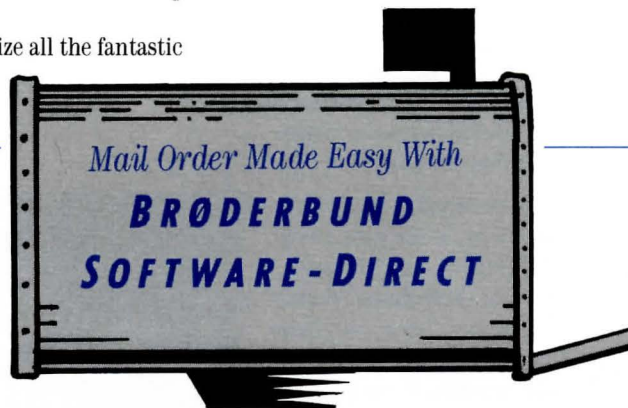 ize all the fantastic
Mail Order Made Easy With
BRØDERBUND
SOFTWARE-DIRECT